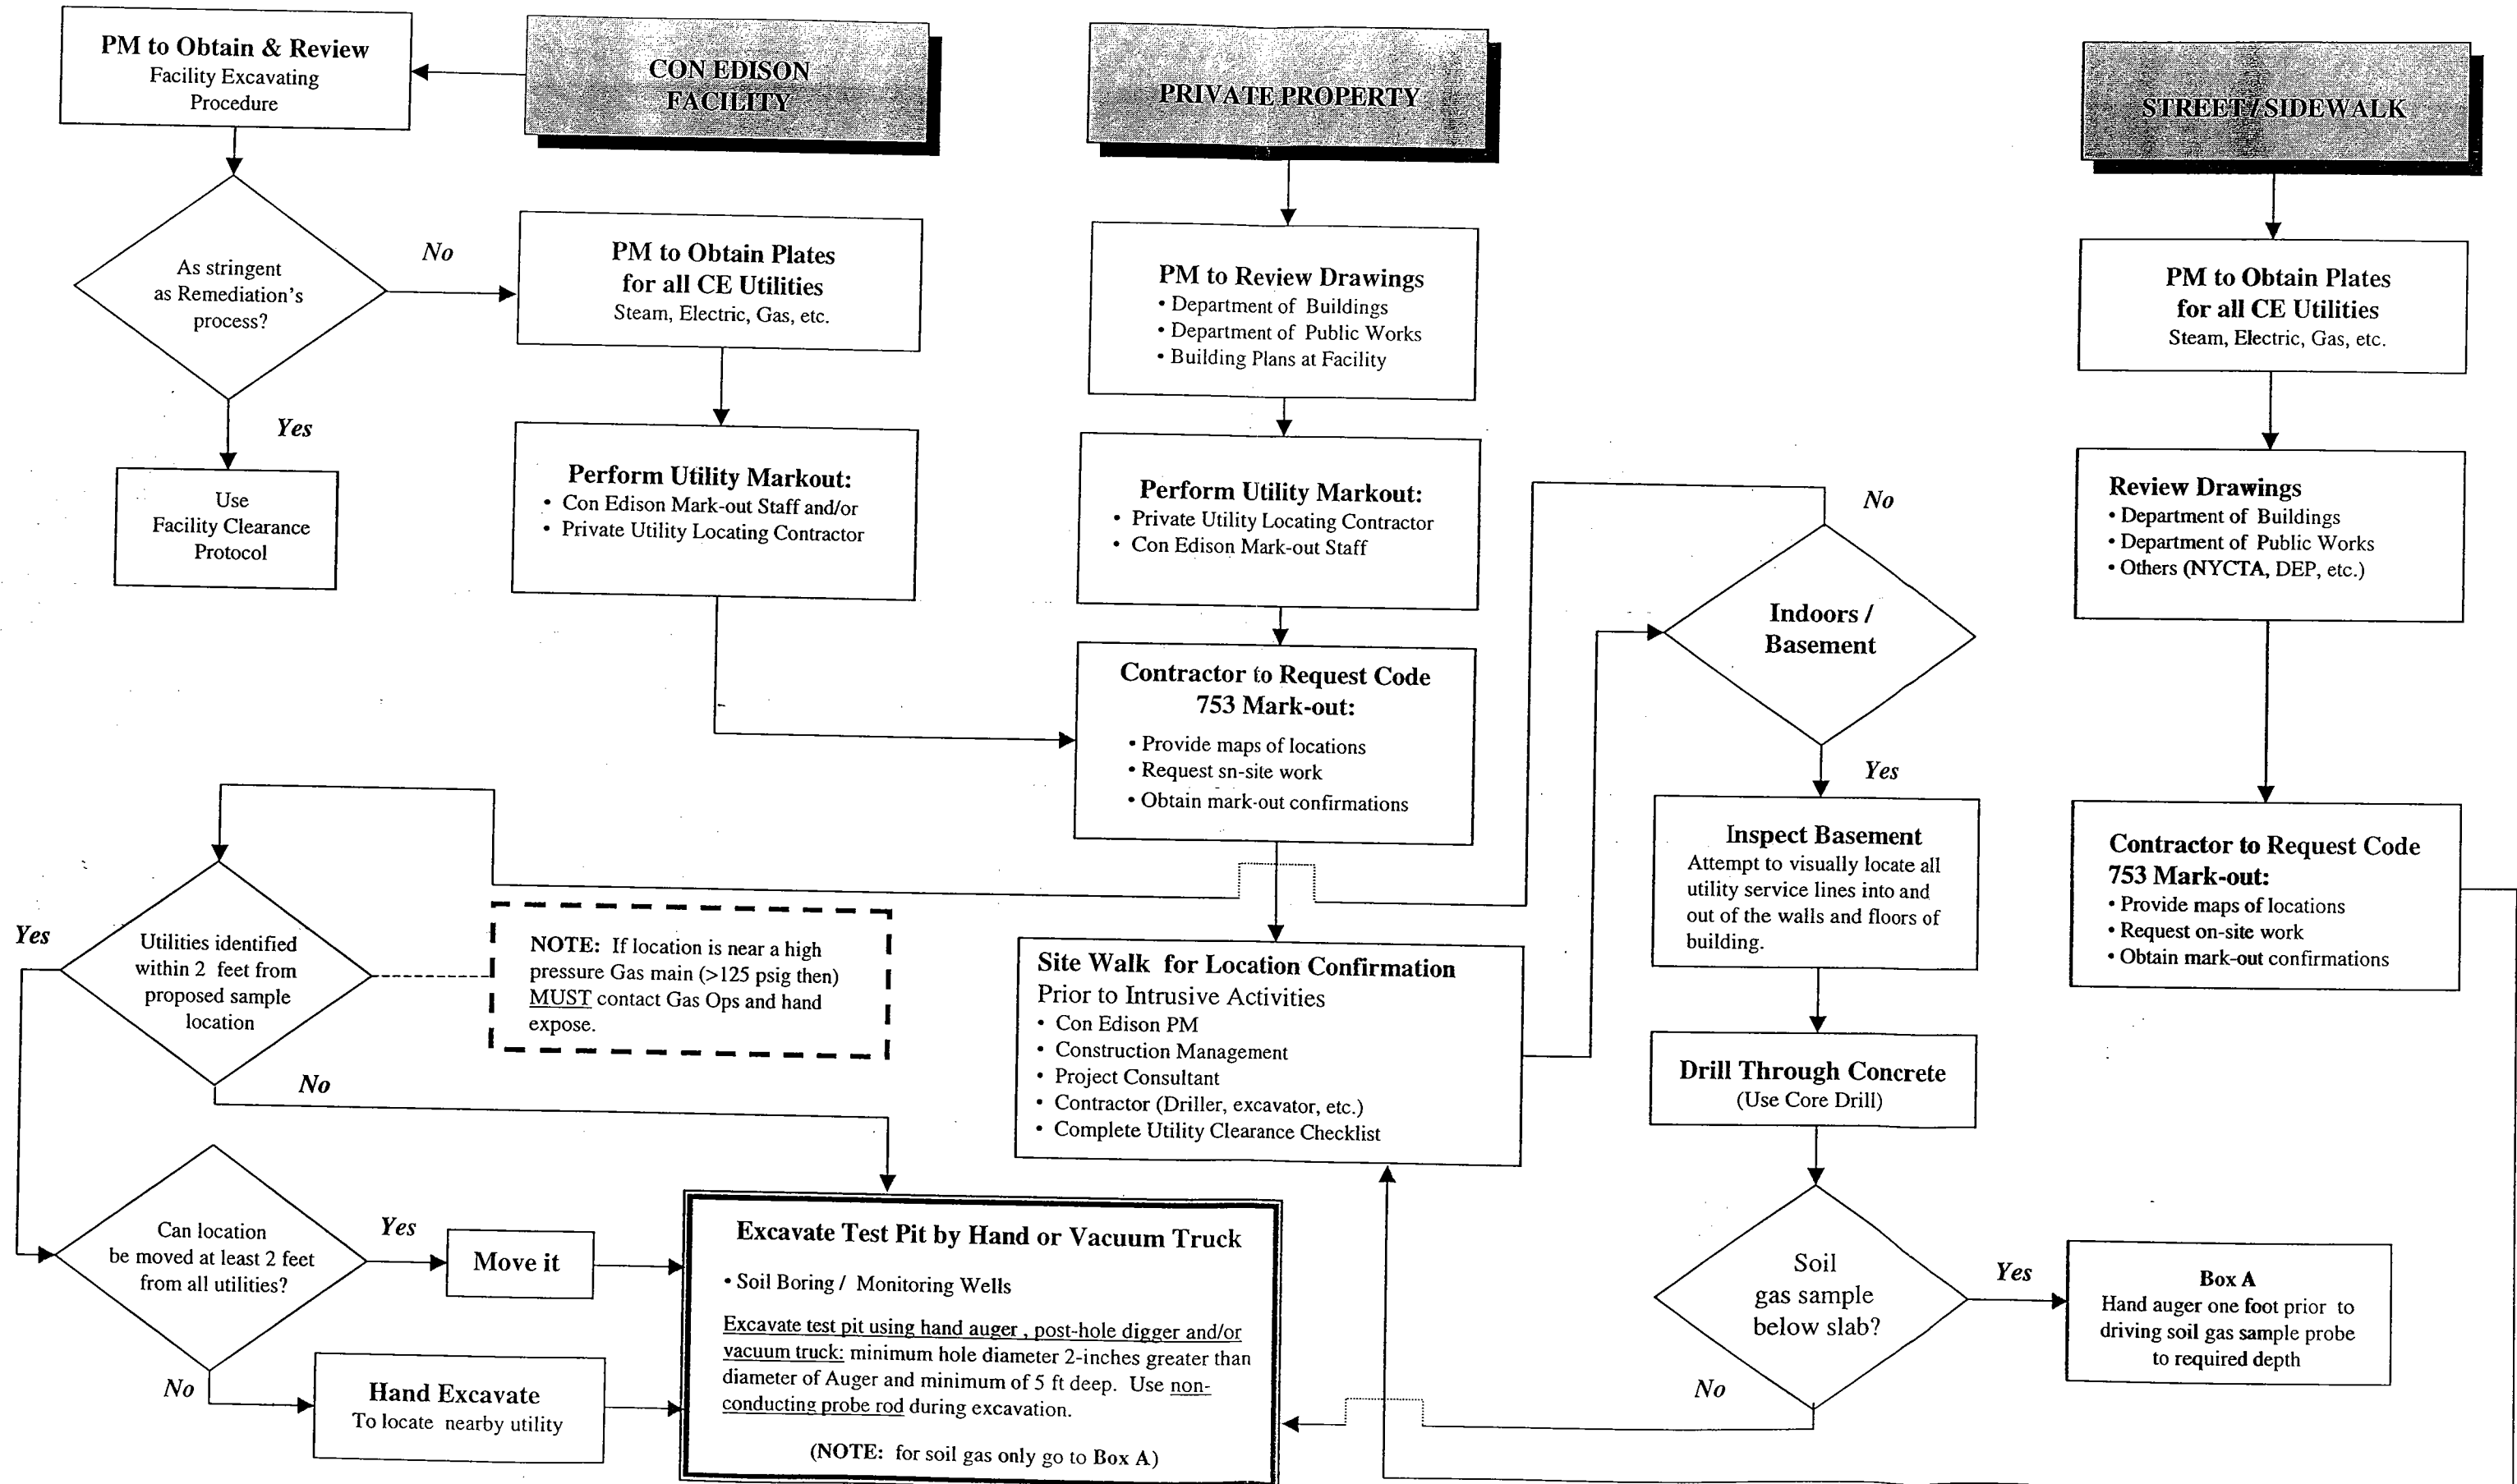 PM to Obtain & Review
Facility Excavating
Procedure
CON EDISON
FACILITY
PRIVATE PROPERTY
STREET / SIDEWALK
As stringent
as Remediation's
process?
No
Yes
Use
Facility Clearance
Protocol
PM to Obtain Plates
for all CE Utilities
Steam, Electric, Gas, etc.
Perform Utility Markout:
• Con Edison Mark-out Staff and/or
• Private Utility Locating Contractor
PM to Review Drawings
• Department of Buildings
• Department of Public Works
• Building Plans at Facility
Perform Utility Markout:
• Private Utility Locating Contractor
• Con Edison Mark-out Staff
Contractor to Request Code
753 Mark-out:
• Provide maps of locations
• Request sn-site work
• Obtain mark-out confirmations
Site Walk for Location Confirmation
Prior to Intrusive Activities
• Con Edison PM
• Construction Management
• Project Consultant
• Contractor (Driller, excavator, etc.)
• Complete Utility Clearance Checklist
PM to Obtain Plates
for all CE Utilities
Steam, Electric, Gas, etc.
Review Drawings
• Department of Buildings
• Department of Public Works
• Others (NYCTA, DEP, etc.)
Contractor to Request Code
753 Mark-out:
• Provide maps of locations
• Request on-site work
• Obtain mark-out confirmations
No
Indoors /
Basement
Yes
Inspect Basement
Attempt to visually locate all
utility service lines into and
out of the walls and floors of
building.
Drill Through Concrete
(Use Core Drill)
Soil
gas sample
below slab?
Yes
No
Box A
Hand auger one foot prior to
driving soil gas sample probe
to required depth
Yes
Utilities identified
within 2 feet from
proposed sample
location
No
NOTE: If location is near a high
pressure Gas main (>125 psig then)
MUST contact Gas Ops and hand
expose.
Can location
be moved at least 2 feet
from all utilities?
Yes
Move it
No
Hand Excavate
To locate nearby utility
Excavate Test Pit by Hand or Vacuum Truck
• Soil Boring / Monitoring Wells
Excavate test pit using hand auger , post-hole digger and/or
vacuum truck: minimum hole diameter 2-inches greater than
diameter of Auger and minimum of 5 ft deep. Use non-
conducting probe rod during excavation.
(NOTE: for soil gas only go to Box A)